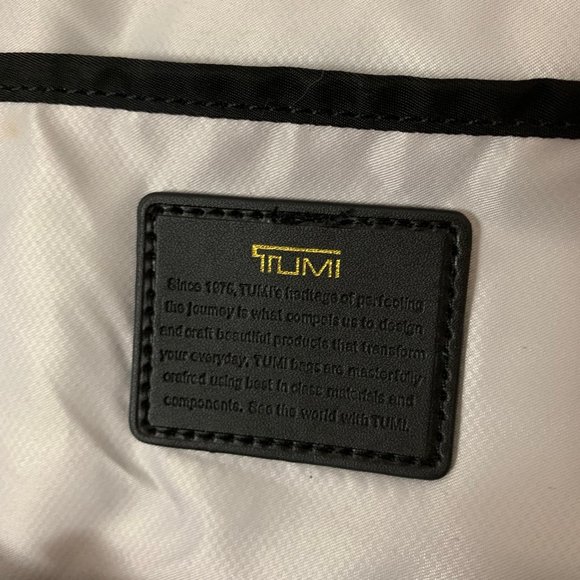 TUMI
Since 1975, TUMI's heritage of perfecting
the journey is what compels us to design
and craft beautiful products that transform
your everyday. TUMI bags are masterfully
crafted using best in class materials and
components. See the world with TUMI.